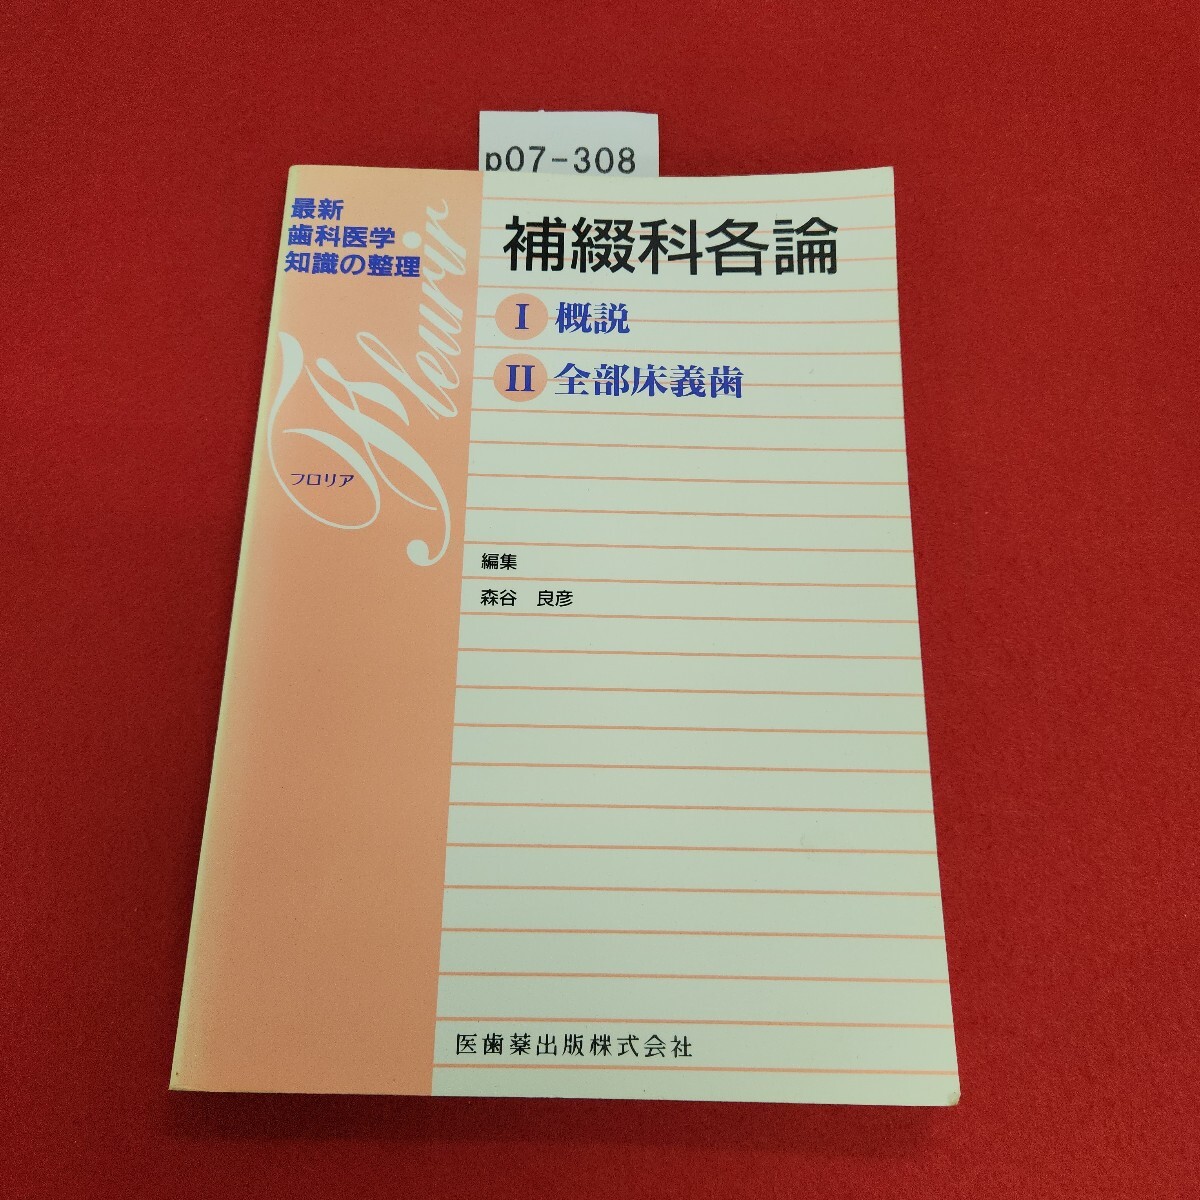 p07-308
最新
歯科医学
知識の整理
Fleurir
フロリア
補綴科各論
I 概説
II 全部床義歯
編集
森谷 良彦
医歯薬出版株式会社